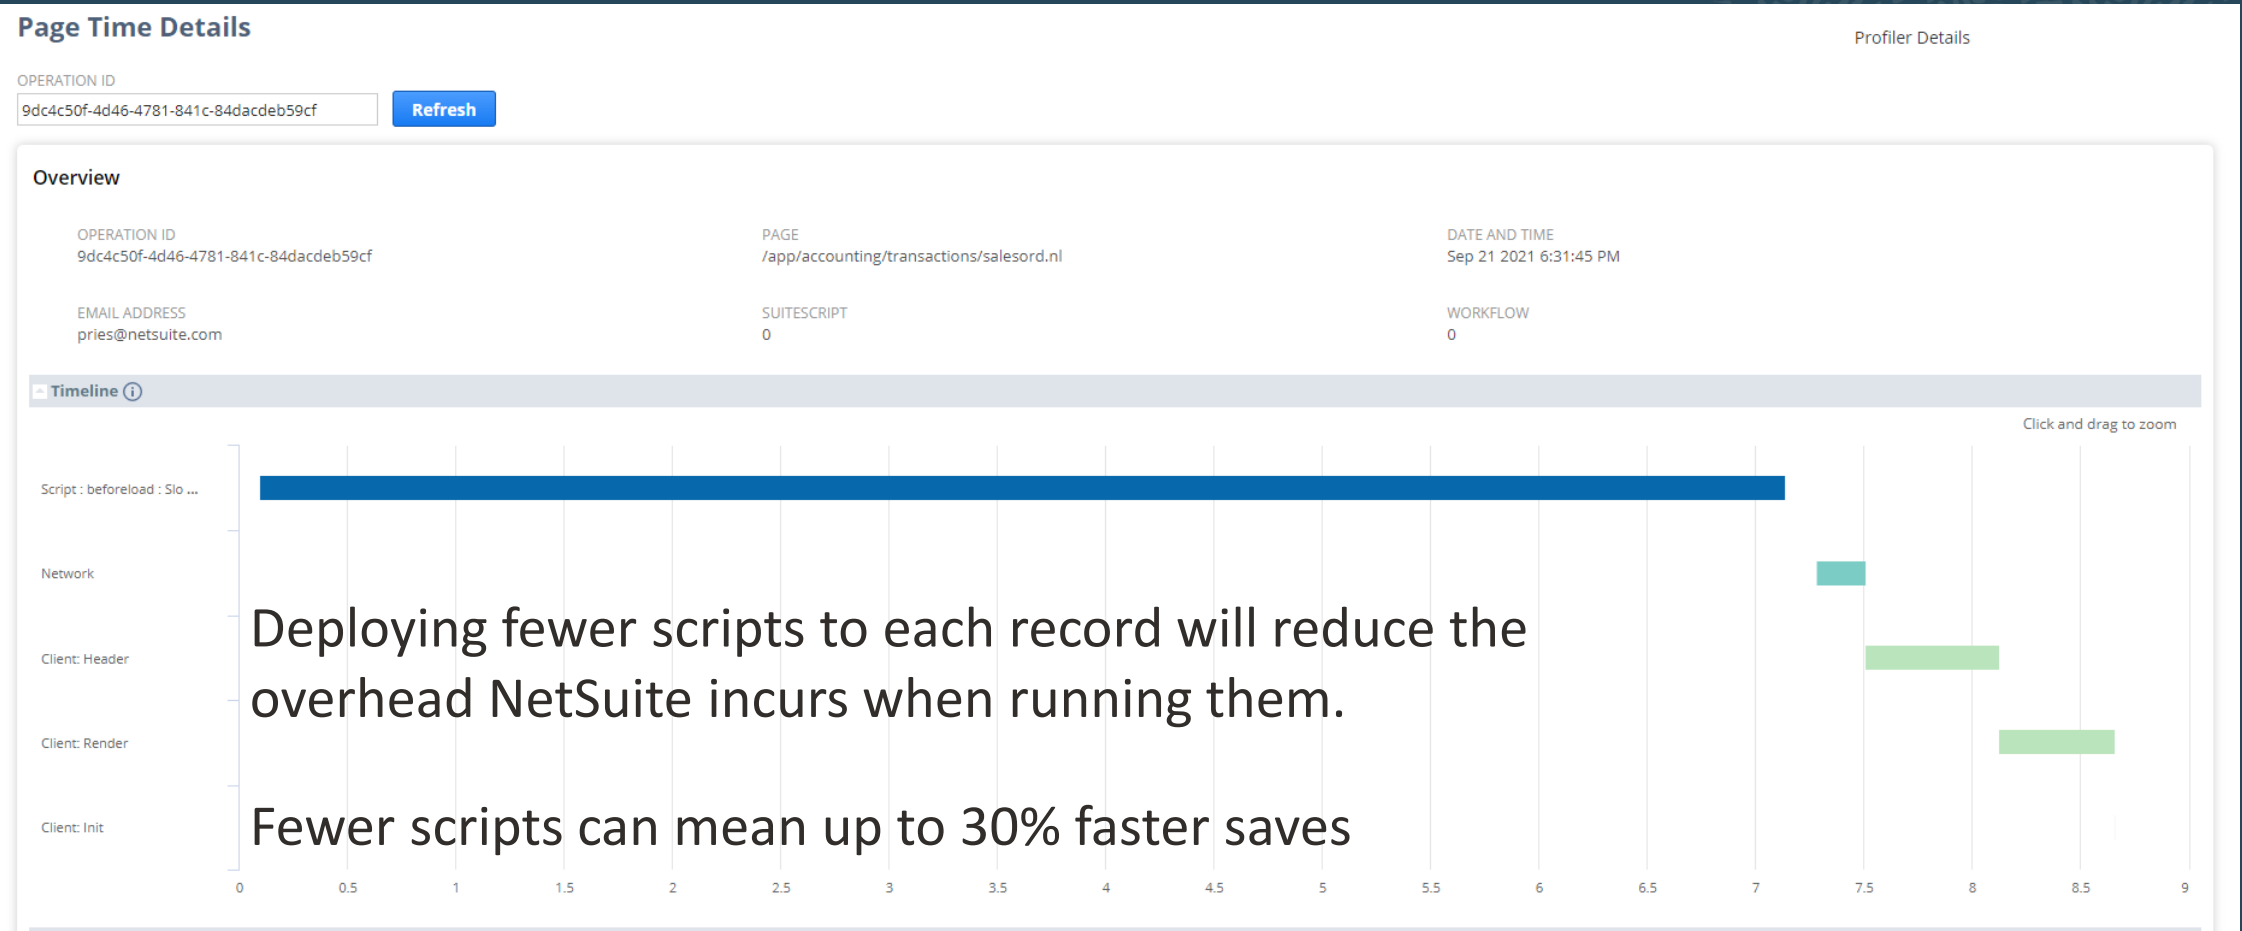 Page Time Details
Profiler Details
OPERATION ID
9dc4c50f-4d46-4781-841c-84dacdeb59cf
Refresh
Overview
OPERATION ID
9dc4c50f-4d46-4781-841c-84dacdeb59cf
PAGE
/app/accounting/transactions/salesord.nl
DATE AND TIME
Sep 21 2021 6:31:45 PM
EMAIL ADDRESS
pries@netsuite.com
SUITESCRIPT
0
WORKFLOW
0
Timeline
Click and drag to zoom
Script : beforeload : Slo ...
Network
Deploying fewer scripts to each record will reduce the
Client: Header
overhead NetSuite incurs when running them.
Client: Render
Fewer scripts can mean up to 30% faster saves
Client: Init
0 0.5 1 1.5 2 2.5 3 3.5 4 4.5 5 5.5 6 6.5 7 7.5 8 8.5 9